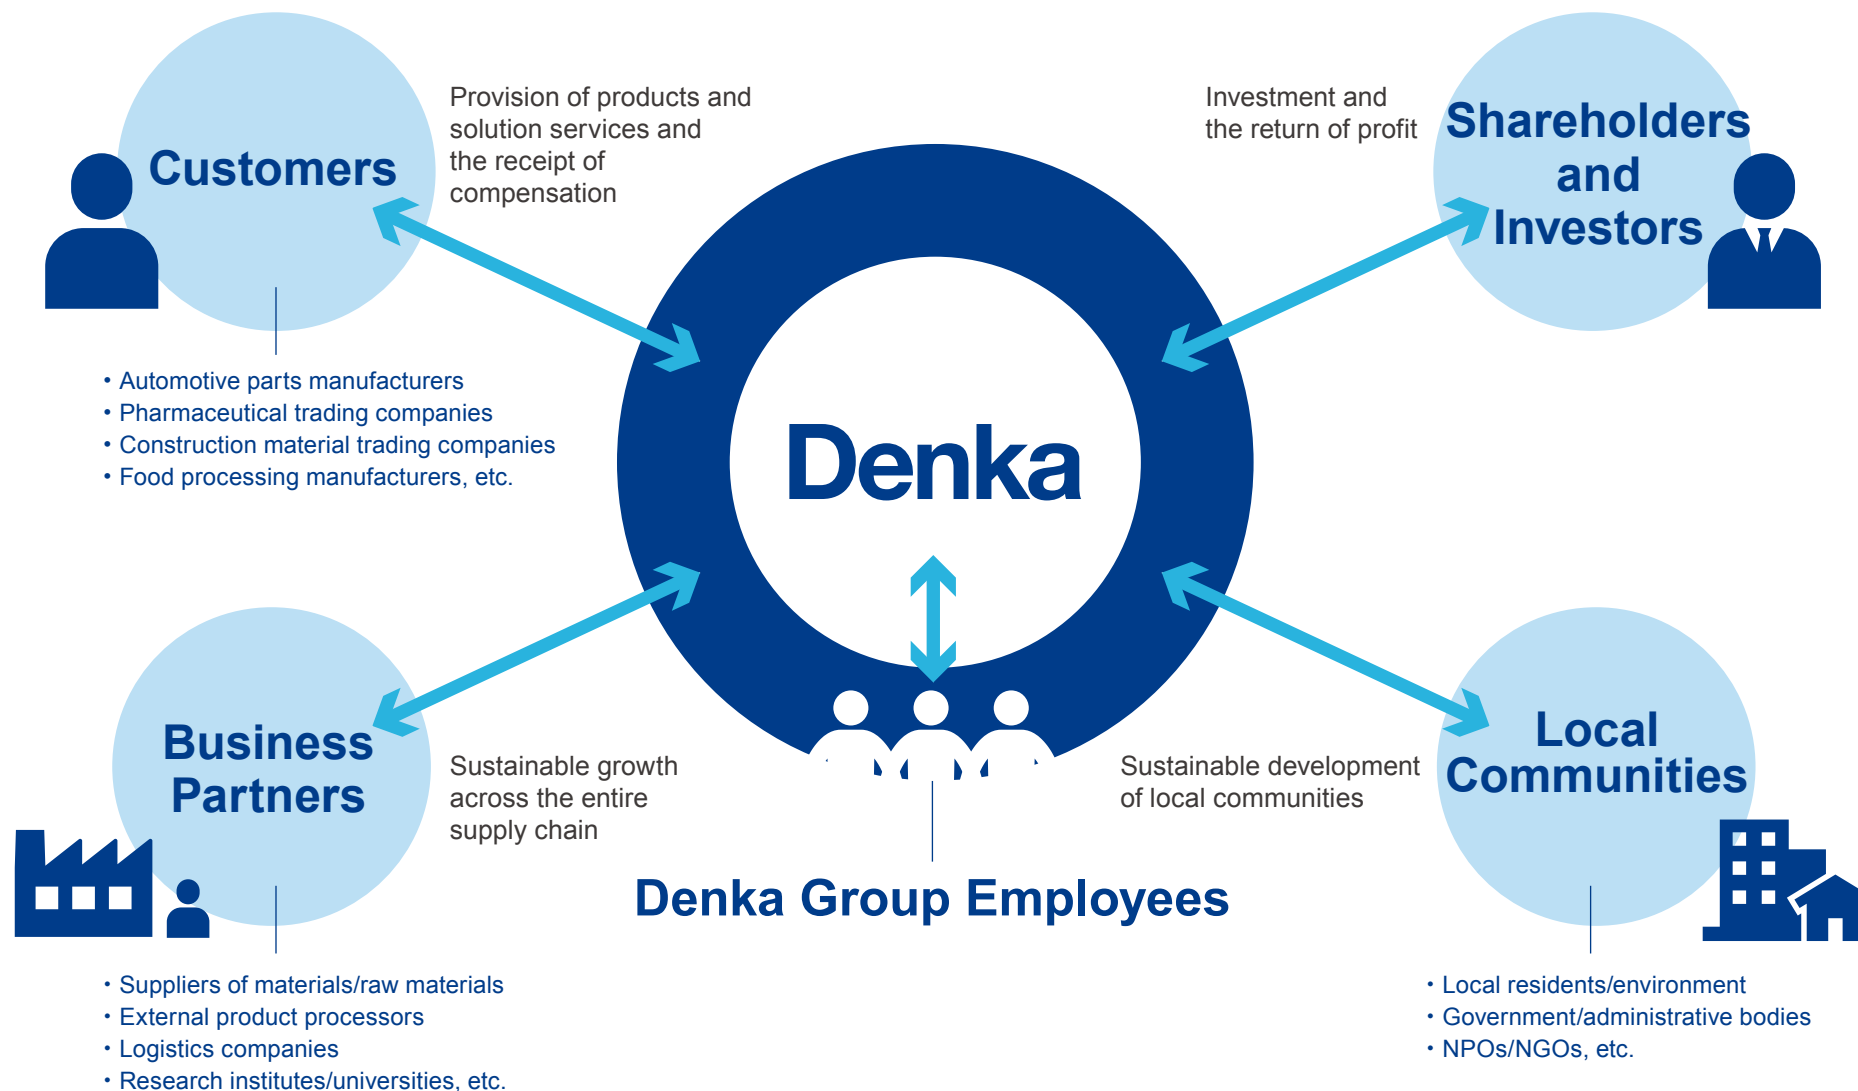 Customers
Provision of products and
solution services and
the receipt of
compensation
・Automotive parts manufacturers
・Pharmaceutical trading companies
・Construction material trading companies
・Food processing manufacturers, etc.
Investment and
the return of profit
Shareholders
and
Investors
Denka
Business
Partners
Sustainable growth
across the entire
supply chain
・Suppliers of materials/raw materials
・External product processors
・Logistics companies
・Research institutes/universities, etc.
Denka Group Employees
Sustainable development
of local communities
Local
Communities
・Local residents/environment
・Government/administrative bodies
・NPOs/NGOs, etc.